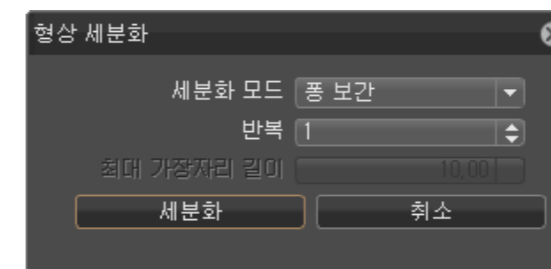 형상 세분화
세분화 모드 퐁 보간
반복 1
최대 가장자리 길이 10,00
세분화 취소